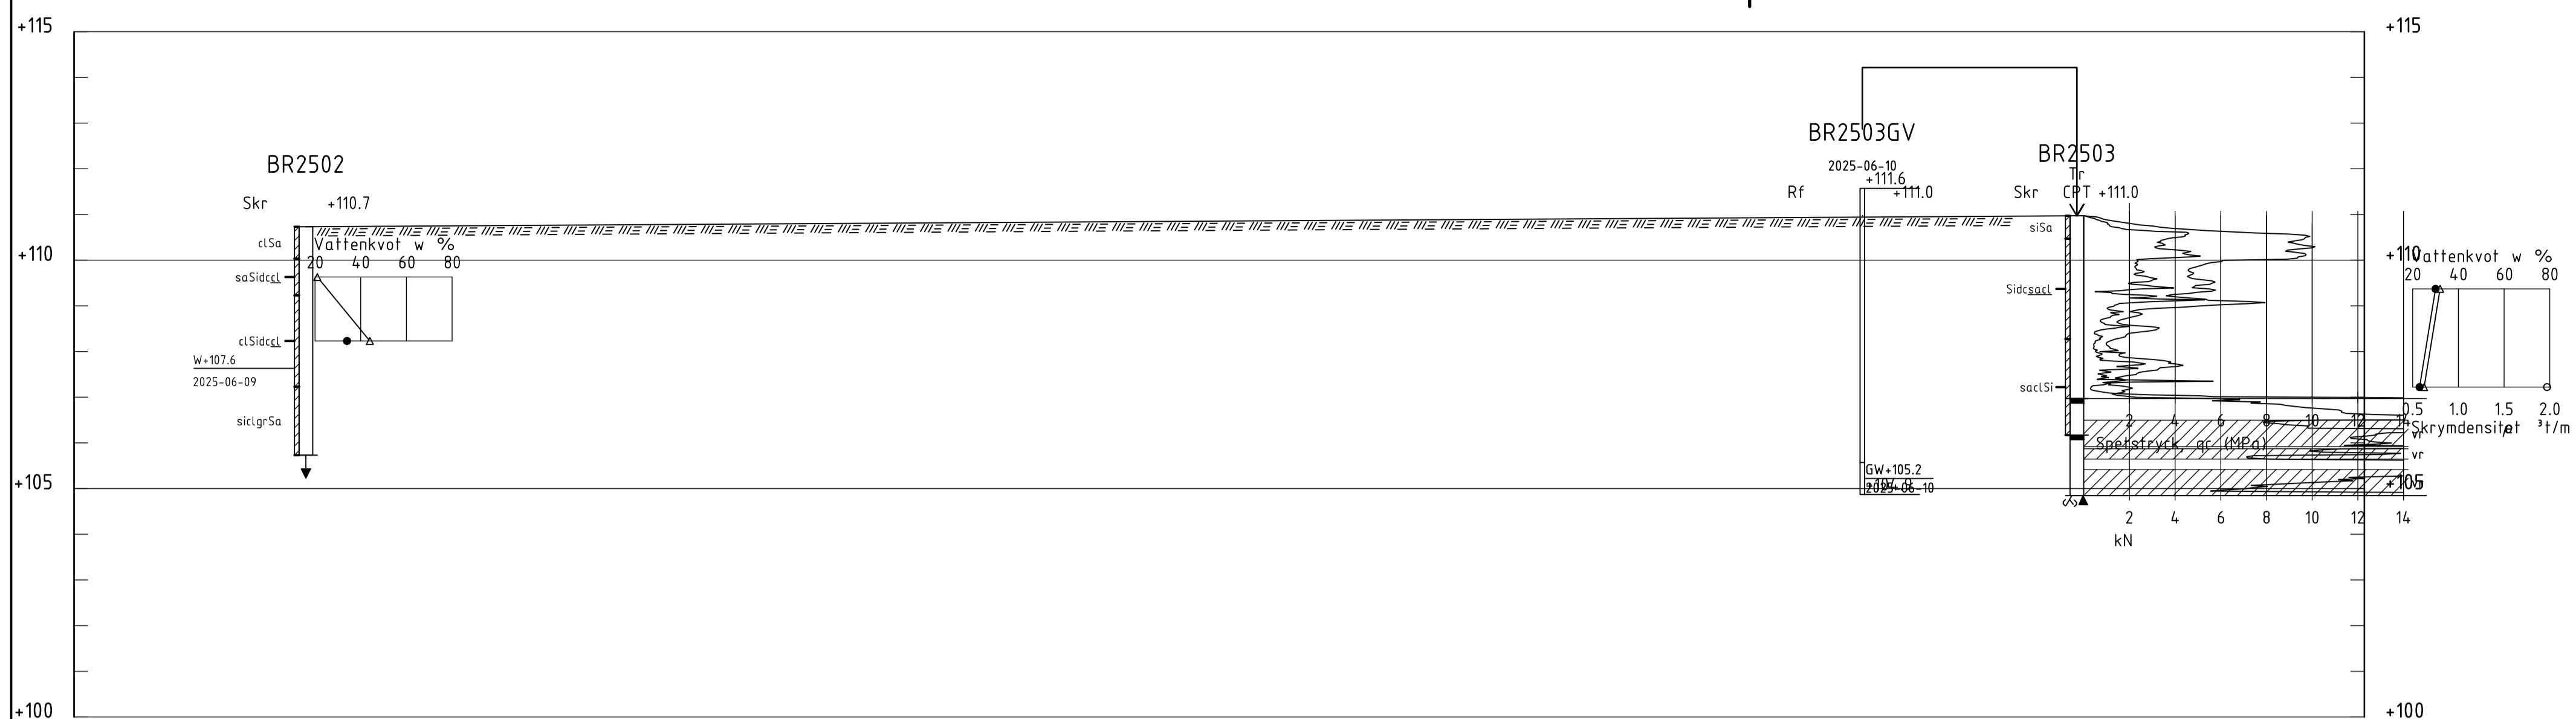 +115
+115
BR2503GV
BR2502
BR2503
2025-06-10
Tr
+111.6
Rf
+111.0
Skr
CPT
+111.0
Skr
+110.7
clSa
siSa
Vattenkvot w %
+110
20 40 60 80
+110
Vattenkvot w %
20 40 60 80
saSidccl
Sidcsacl
clSidccl
W+107.6
2025-06-09
saclSi
0.5 1.0 1.5 2.0
siclgrSa
2 4 6 8 10 12 14
Skrymdensitet ρ ³t/m
vr
Spetstryck, qc (MPa)
vr
GW+105.2
2025-06-10
+105
+105
vr
2 4 6 8 10 12 14
kN
+100
+100